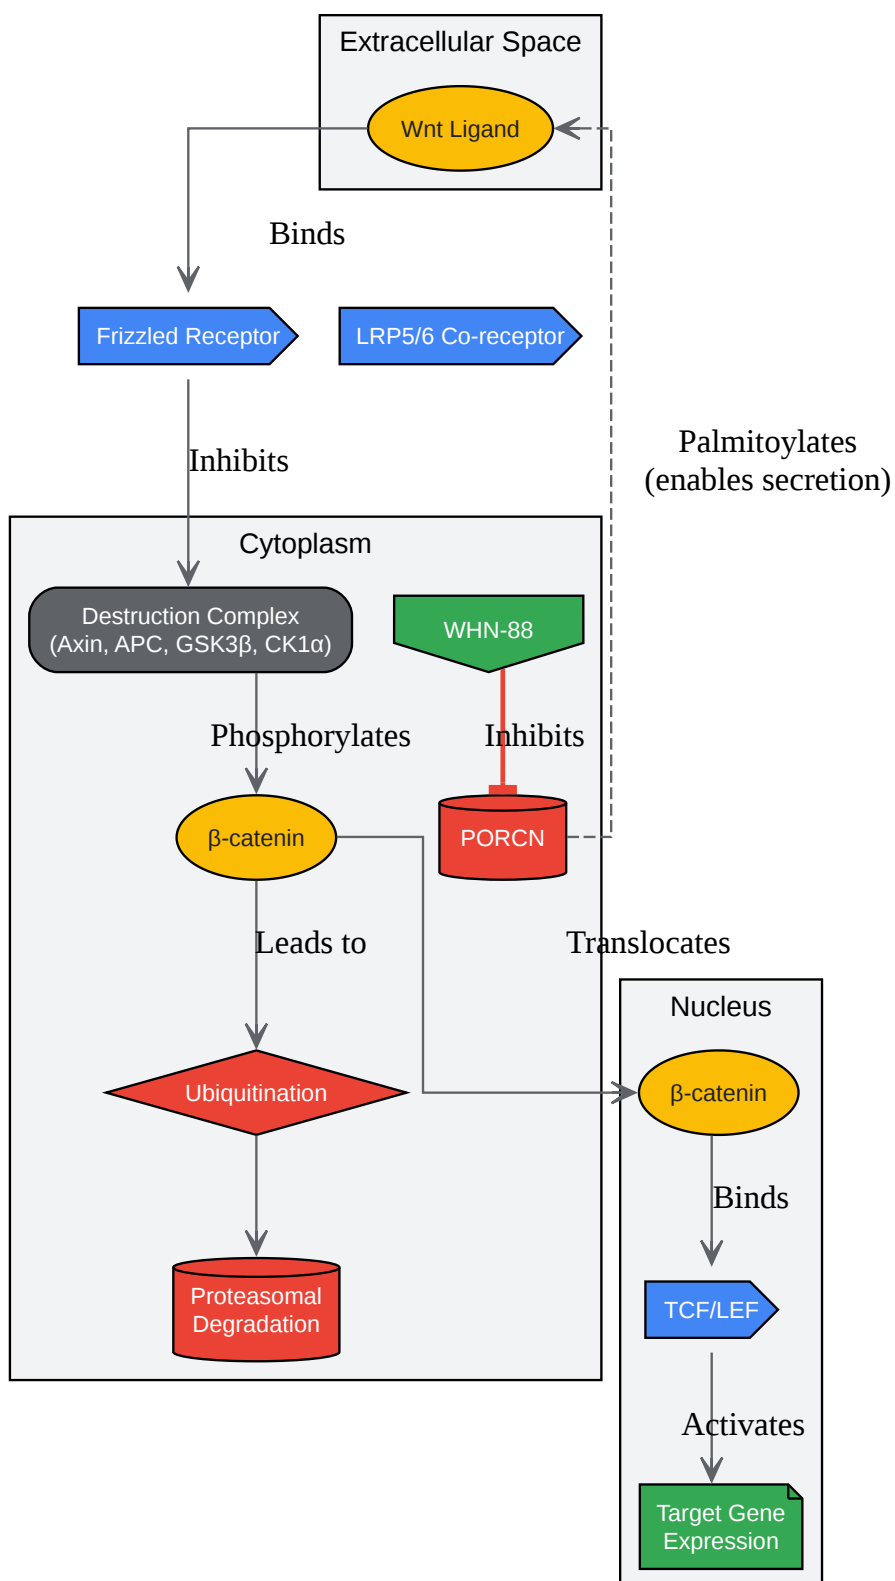 Extracellular Space
Wnt Ligand
Binds
Frizzled Receptor
LRP5/6 Co-receptor
Palmitoylates
(enables secretion)
Inhibits
Cytoplasm
Destruction Complex
(Axin, APC, GSK3β, CK1α)
WHN-88
Phosphorylates
Inhibits
β-catenin
PORCN
Leads to
Translocates
Nucleus
Ubiquitination
β-catenin
Binds
Proteasomal
Degradation
TCF/LEF
Activates
Target Gene
Expression